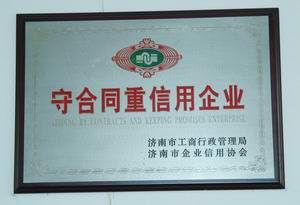 守合同重信用企业
ABIDING BY CONTRACTS AND KEEPING PROMISES ENTERPRISE
济南市工商行政管理局
济南市企业信用协会